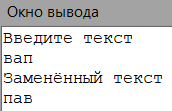 Окно вывода
Введите текст
вап
Заменённый текст
пав